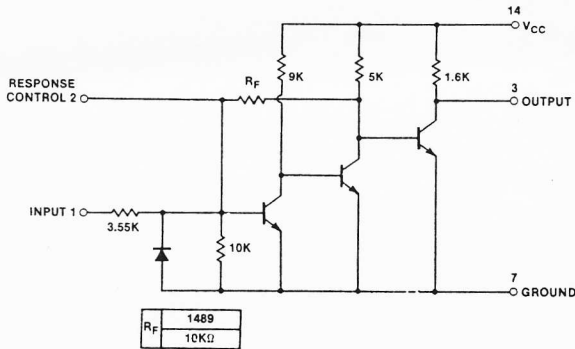 14
VCC
9K
5K
1.6K
RF
RESPONSE
CONTROL 2
3
OUTPUT
INPUT 1
3.55K
10K
7
GROUND
RF
1489
10KΩ